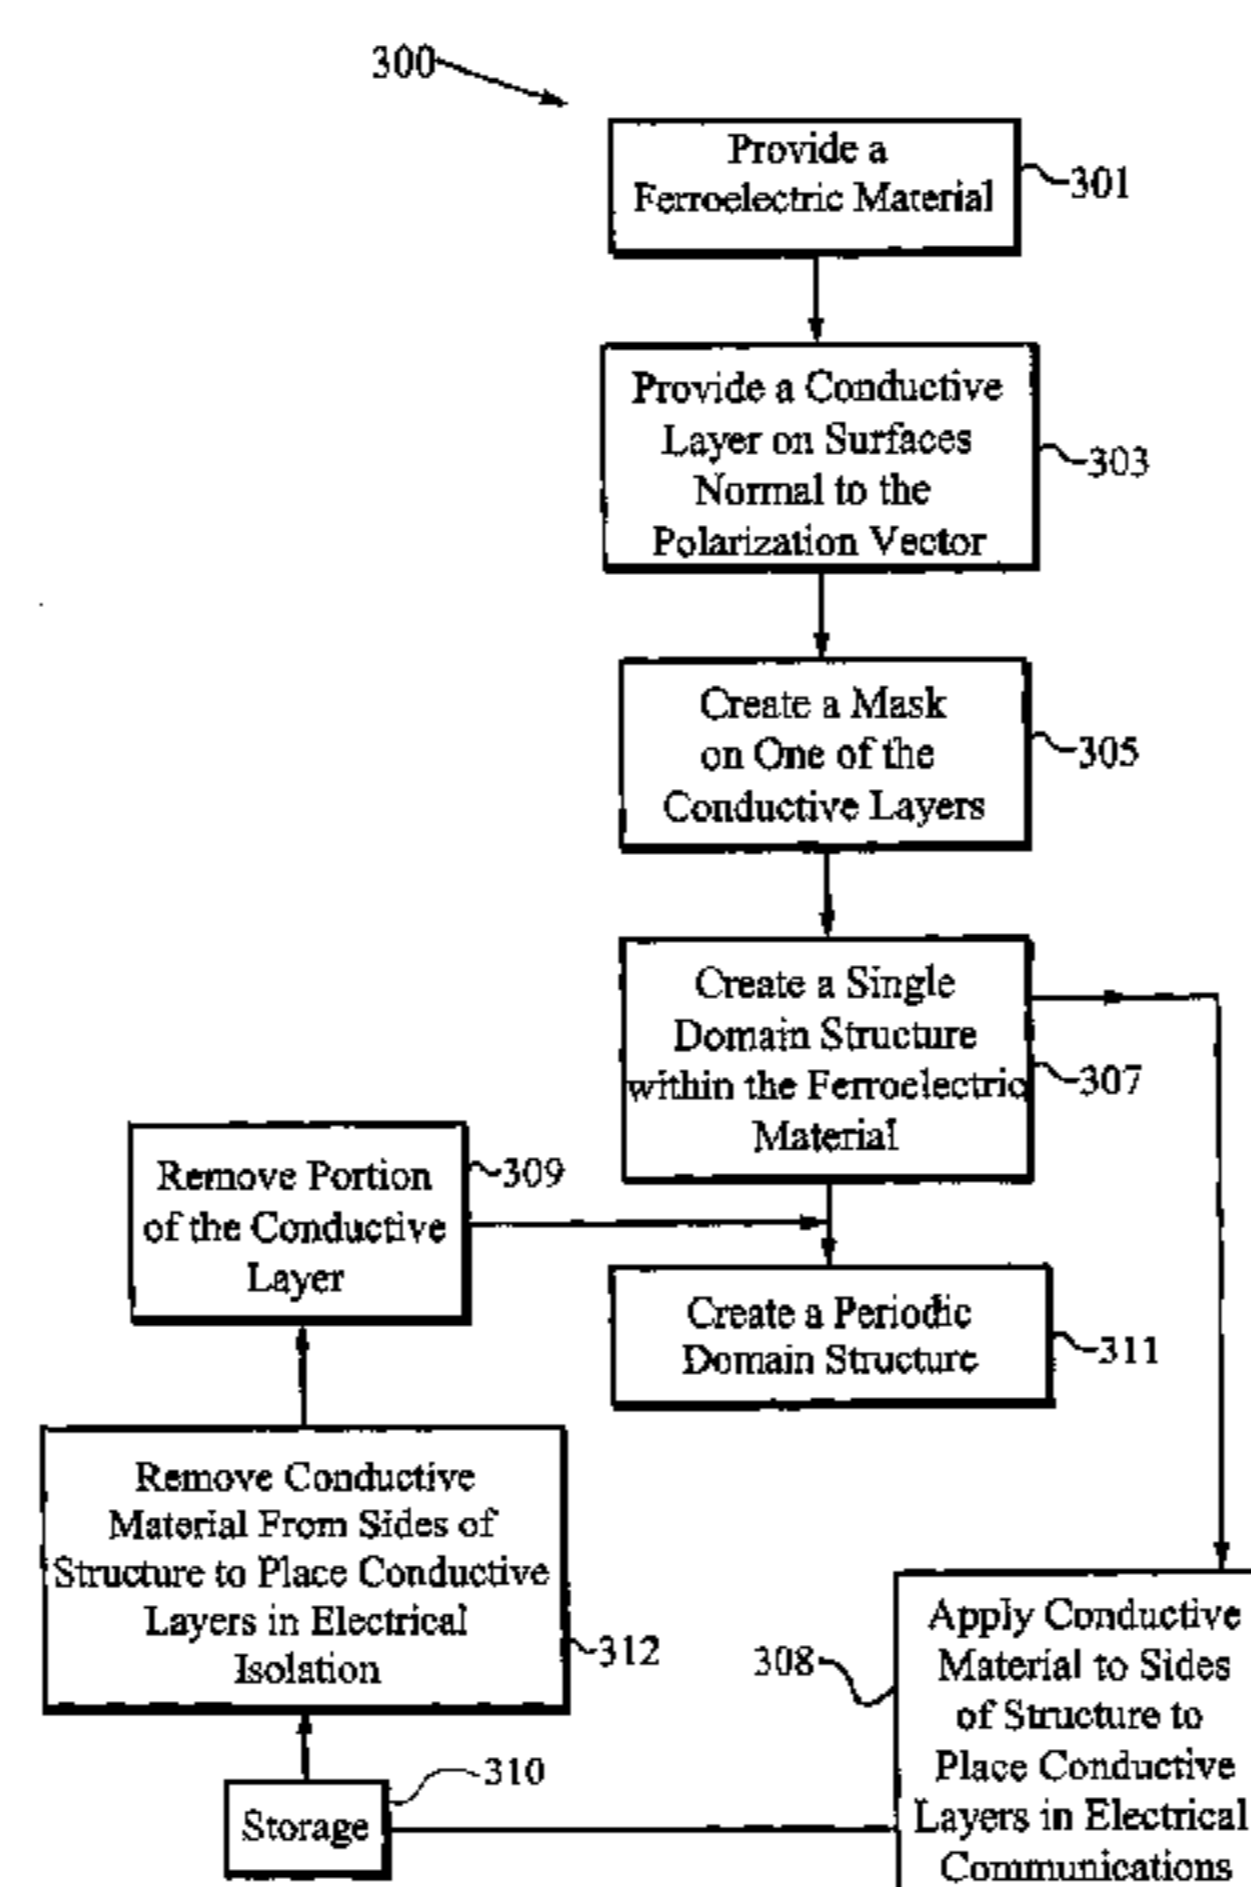 300
Provide a
Ferroelectric Material
301
Provide a Conductive
Layer on Surfaces
Normal to the
Polarization Vector
303
Create a Mask
on One of the
Conductive Layers
305
Create a Single
Domain Structure
within the Ferroelectric
Material
307
Remove Portion
of the Conductive
Layer
309
Create a Periodic
Domain Structure
311
Remove Conductive
Material From Sides of
Structure to Place Conductive
Layers in Electrical
Isolation
312
308
Apply Conductive
Material to Sides
of Structure to
Place Conductive
Layers in Electrical
Communications
310
Storage